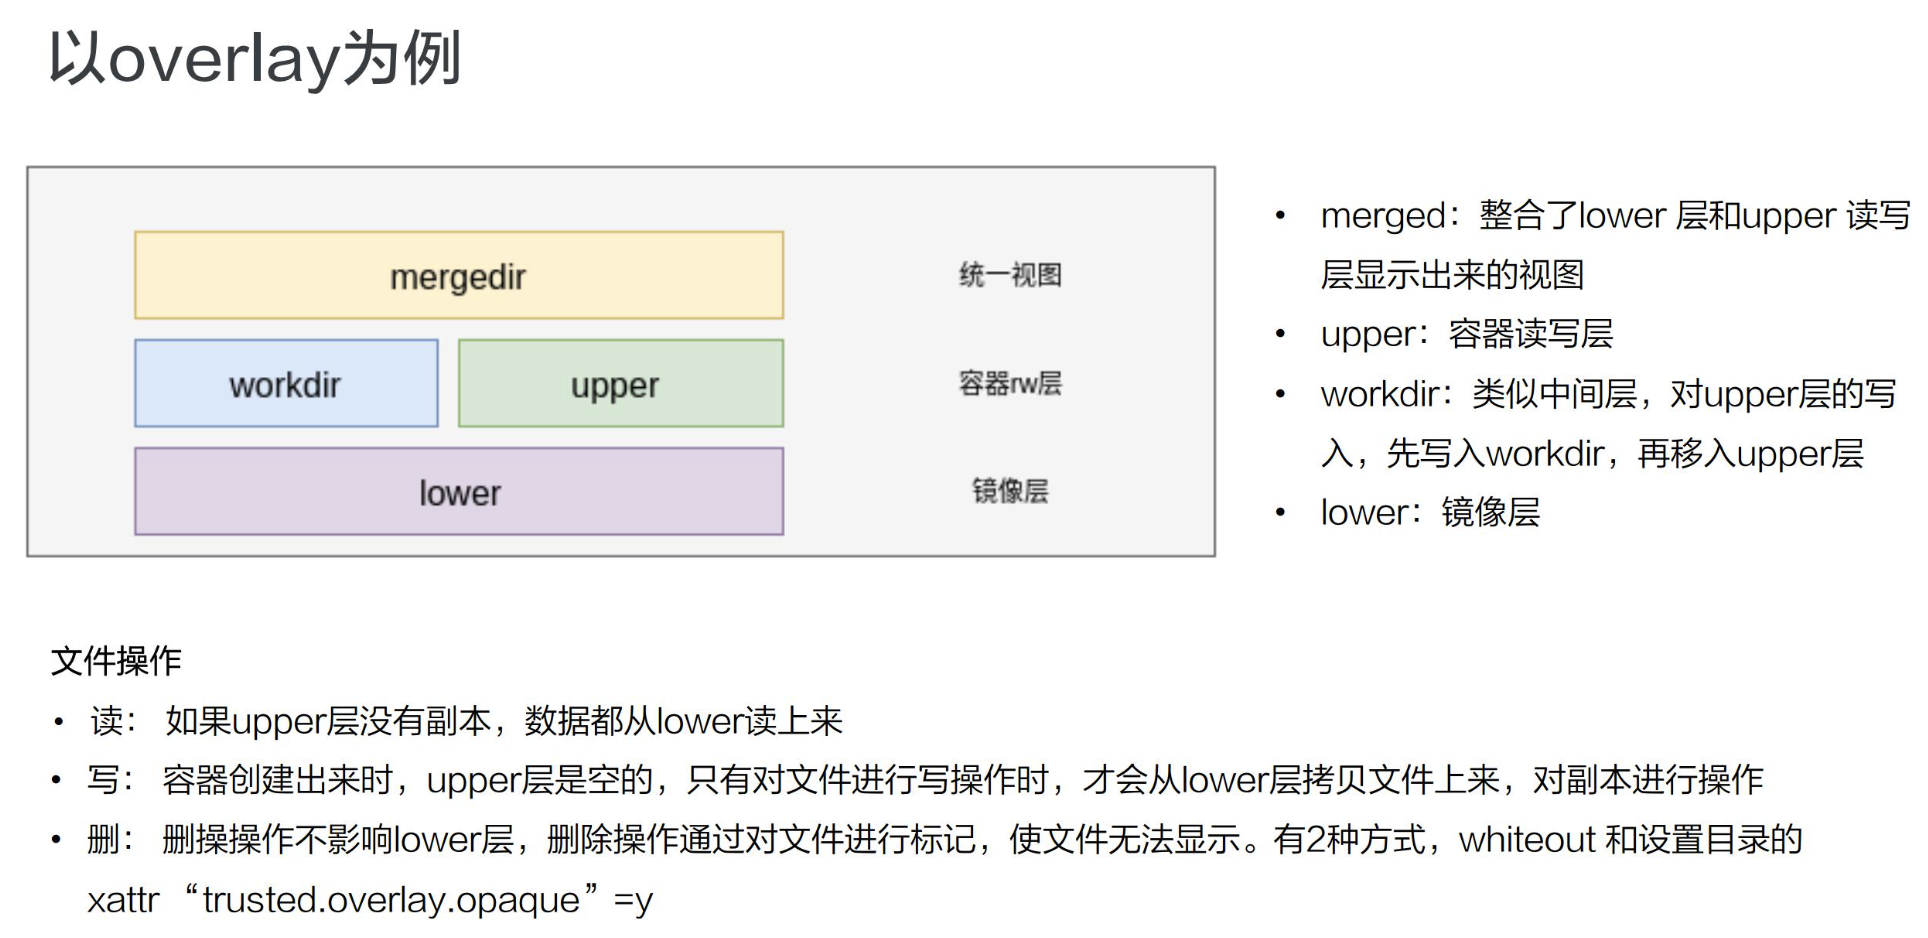 以overlay为例
mergedir
统一视图
workdir
upper
容器rw层
lower
镜像层
• merged：整合了lower 层和upper 读写
层显示出来的视图
• upper：容器读写层
• workdir：类似中间层，对upper层的写
入，先写入workdir，再移入upper层
• lower：镜像层
文件操作
• 读： 如果upper层没有副本，数据都从lower读上来
• 写： 容器创建出来时，upper层是空的，只有对文件进行写操作时，才会从lower层拷贝文件上来，对副本进行操作
• 删： 删操操作不影响lower层，删除操作通过对文件进行标记，使文件无法显示。有2种方式，whiteout 和设置目录的
xattr “trusted.overlay.opaque”=y